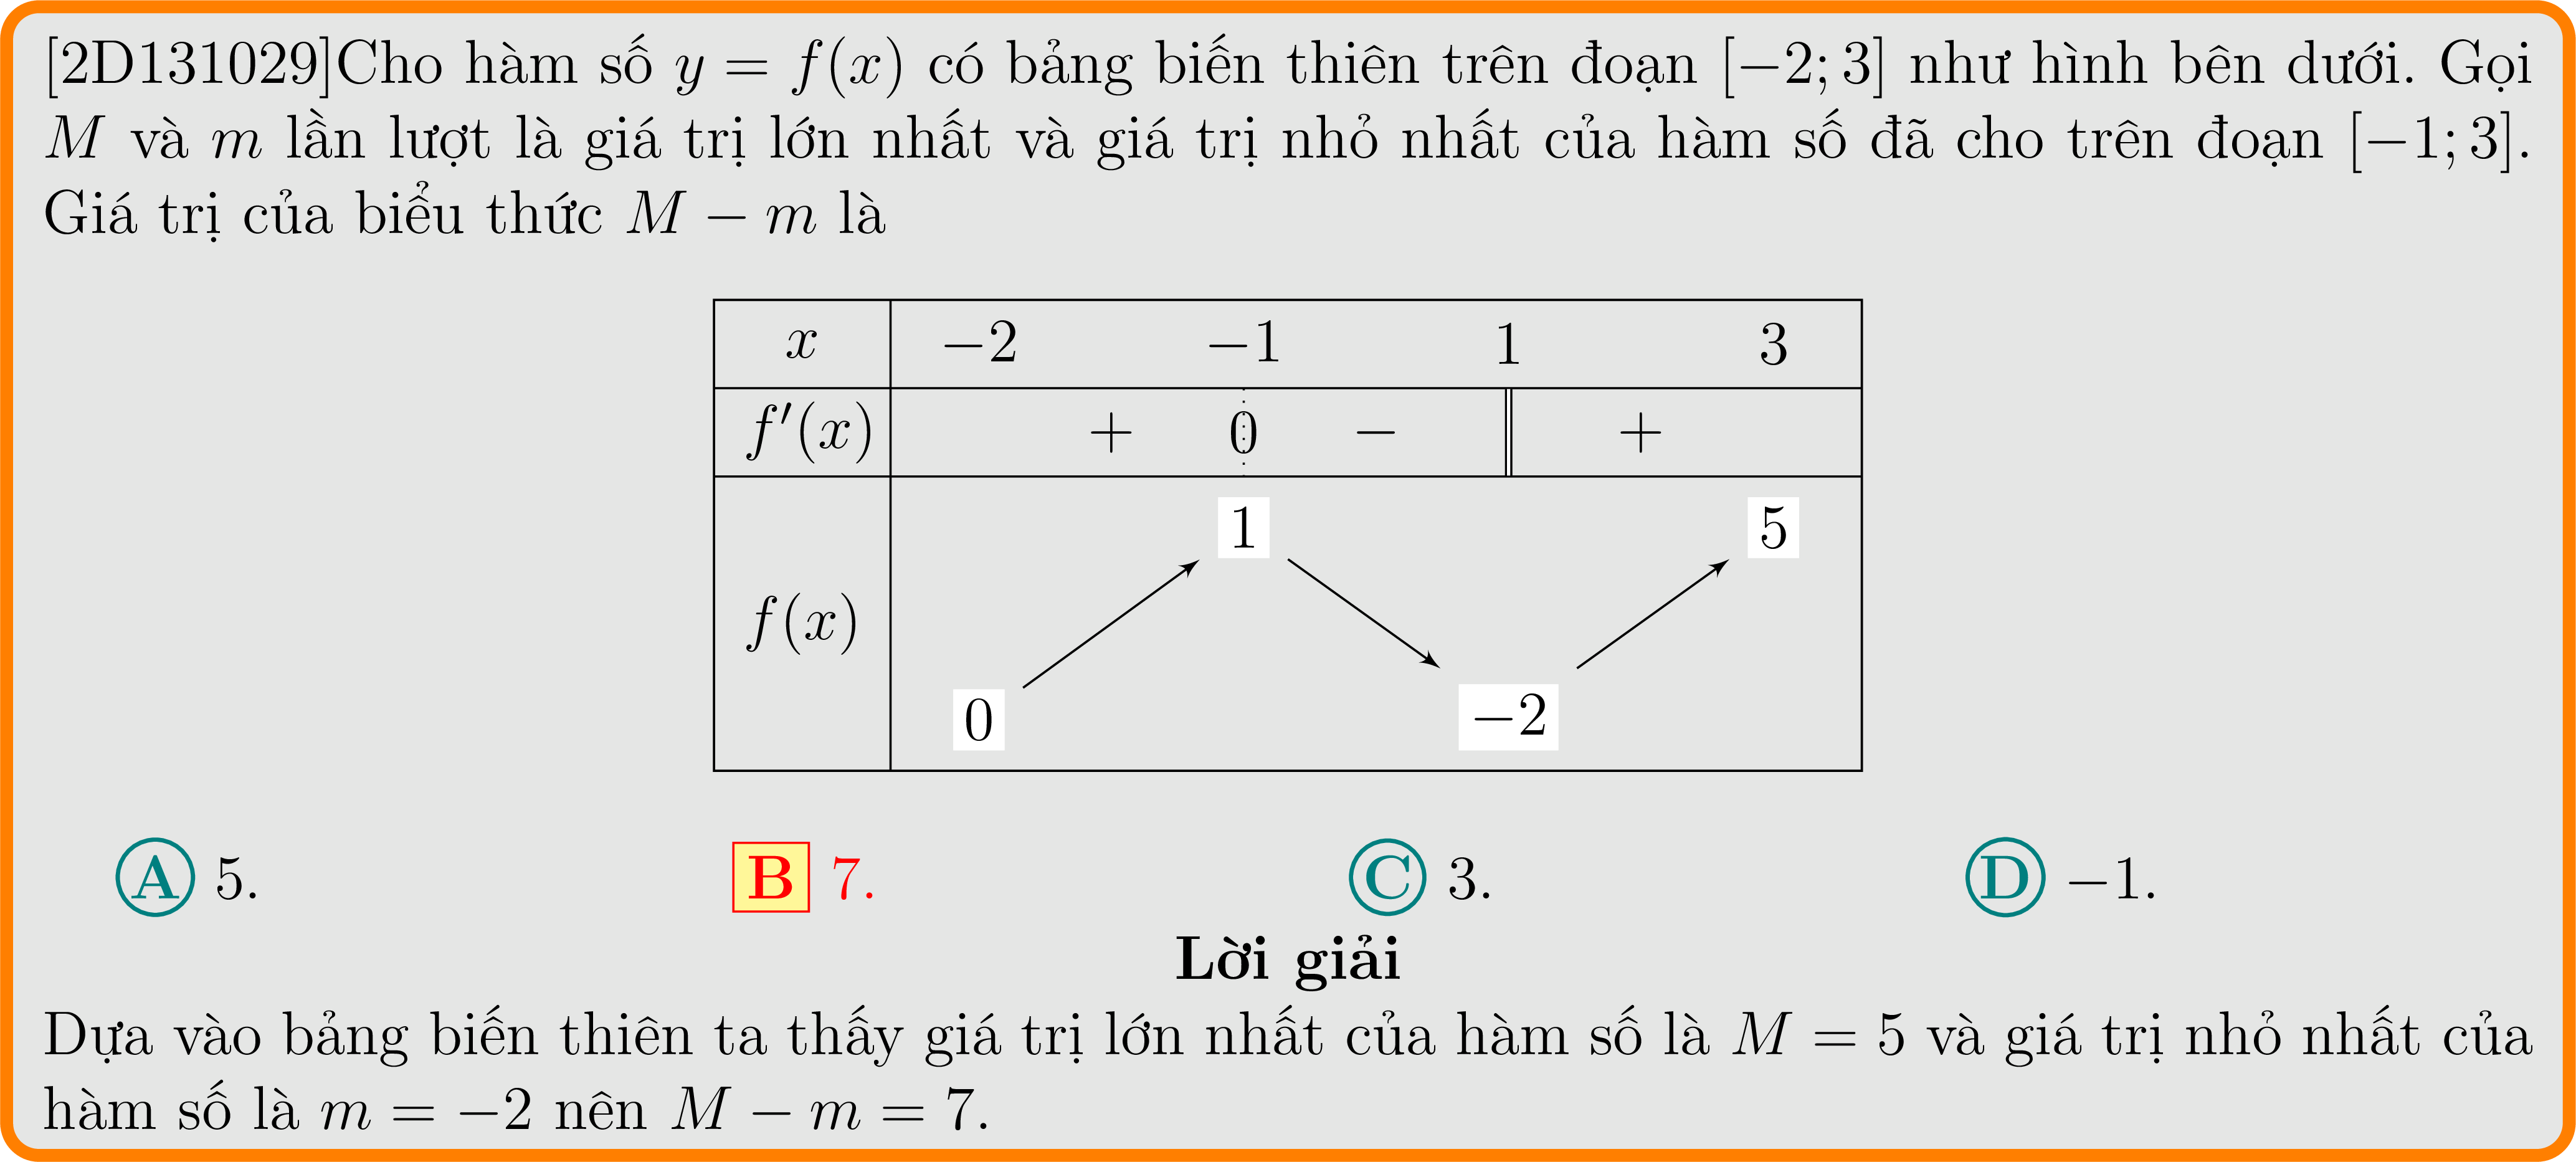 [2D131029]Cho hàm số y = f(x) có bảng biến thiên trên đoạn [−2; 3] như hình bên dưới. Gọi
M và m lần lượt là giá trị lớn nhất và giá trị nhỏ nhất của hàm số đã cho trên đoạn [−1; 3].
Giá trị của biểu thức M − m là
x −2 −1 1 3
f′(x) + 0 − +
1 5
f(x)
0 −2
A 5. B 7. C 3. D −1.
Lời giải
Dựa vào bảng biến thiên ta thấy giá trị lớn nhất của hàm số là M = 5 và giá trị nhỏ nhất của
hàm số là m = −2 nên M − m = 7.